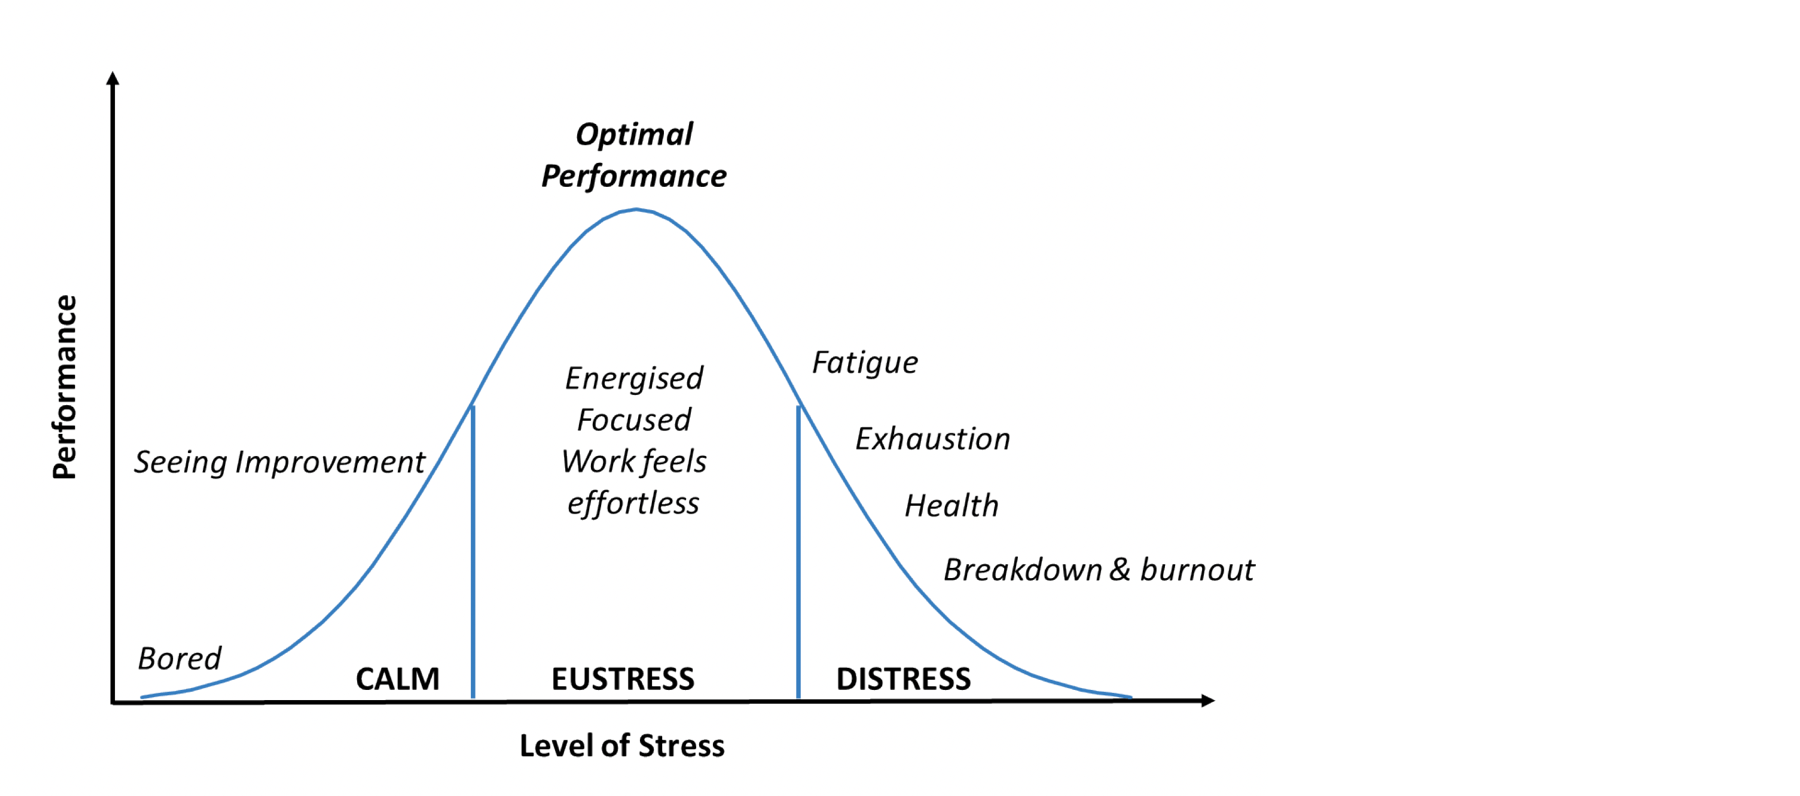 Optimal
Performance
Performance
Energised
Focused
Work feels
effortless
Fatigue
Exhaustion
Seeing Improvement
Health
Breakdown & burnout
Bored
CALM
EUSTRESS
DISTRESS
Level of Stress